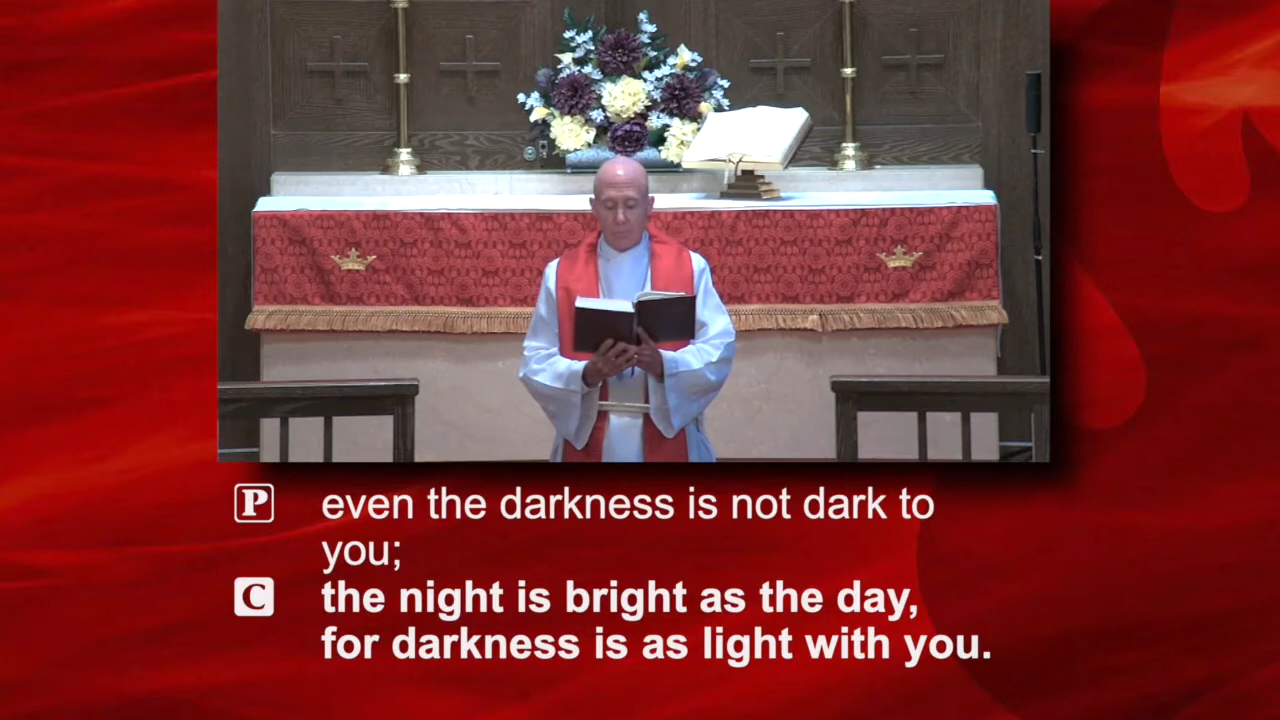 P even the darkness is not dark to
you;
C the night is bright as the day,
for darkness is as light with you.